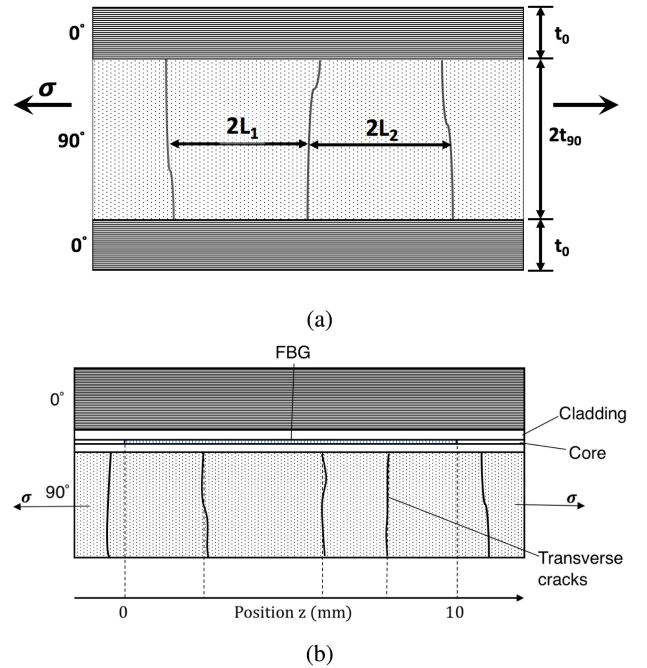 0°
t₀
σ
2L₁
2L₂
90°
2t₉₀
0°
t₀
(a)
FBG
0°
Cladding
Core
σ
90°
σ
Transverse
cracks
0
Position z (mm)
10
(b)